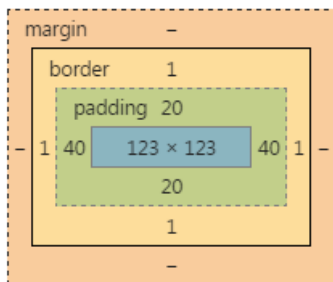 margin –
border 1
padding 20
– 1 40 123 × 123 40 1 –
20
1
–